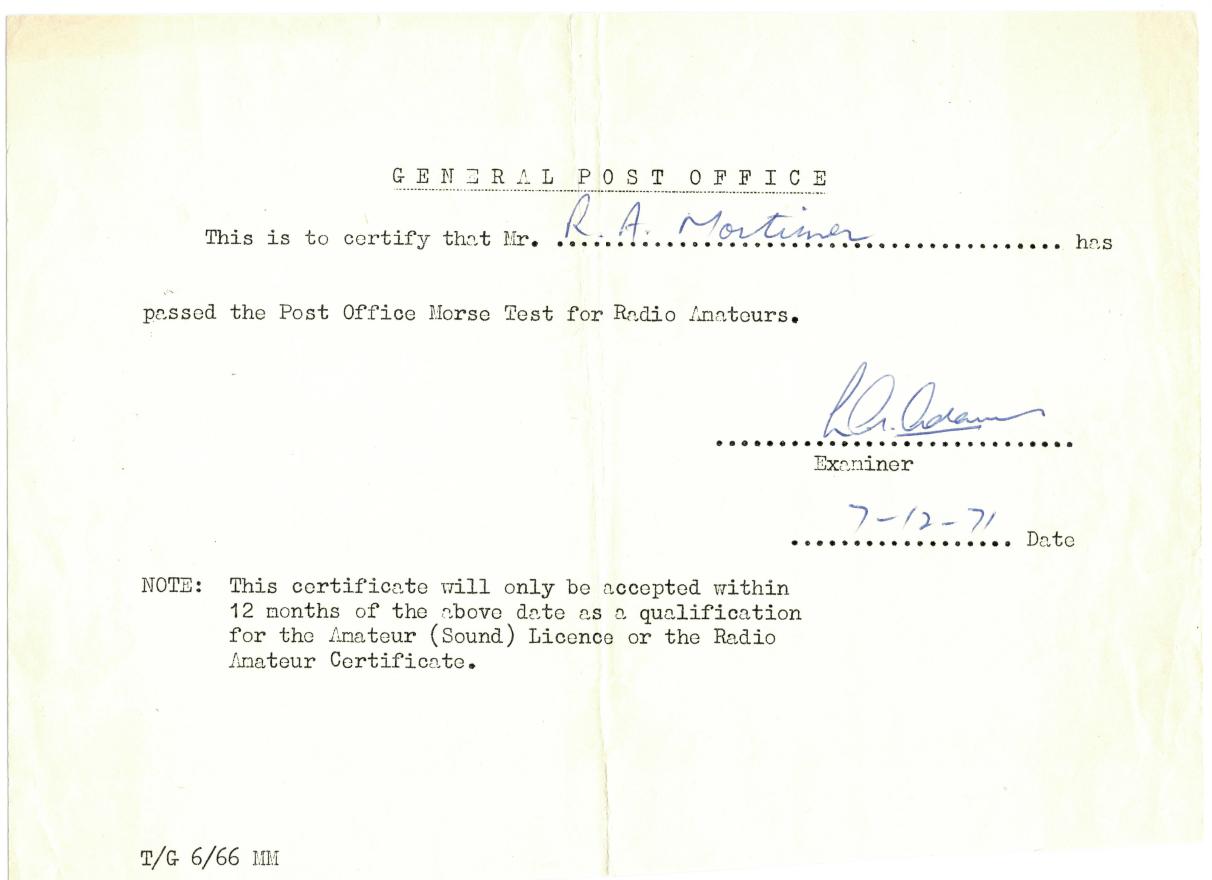 GENERAL POST OFFICE
This is to certify that Mr. R. A. Mortimer has
passed the Post Office Morse Test for Radio Amateurs.
Adams
Examiner
7-12-71 Date
NOTE: This certificate will only be accepted within
12 months of the above date as a qualification
for the Amateur (Sound) Licence or the Radio
Amateur Certificate.
T/G 6/66 MM